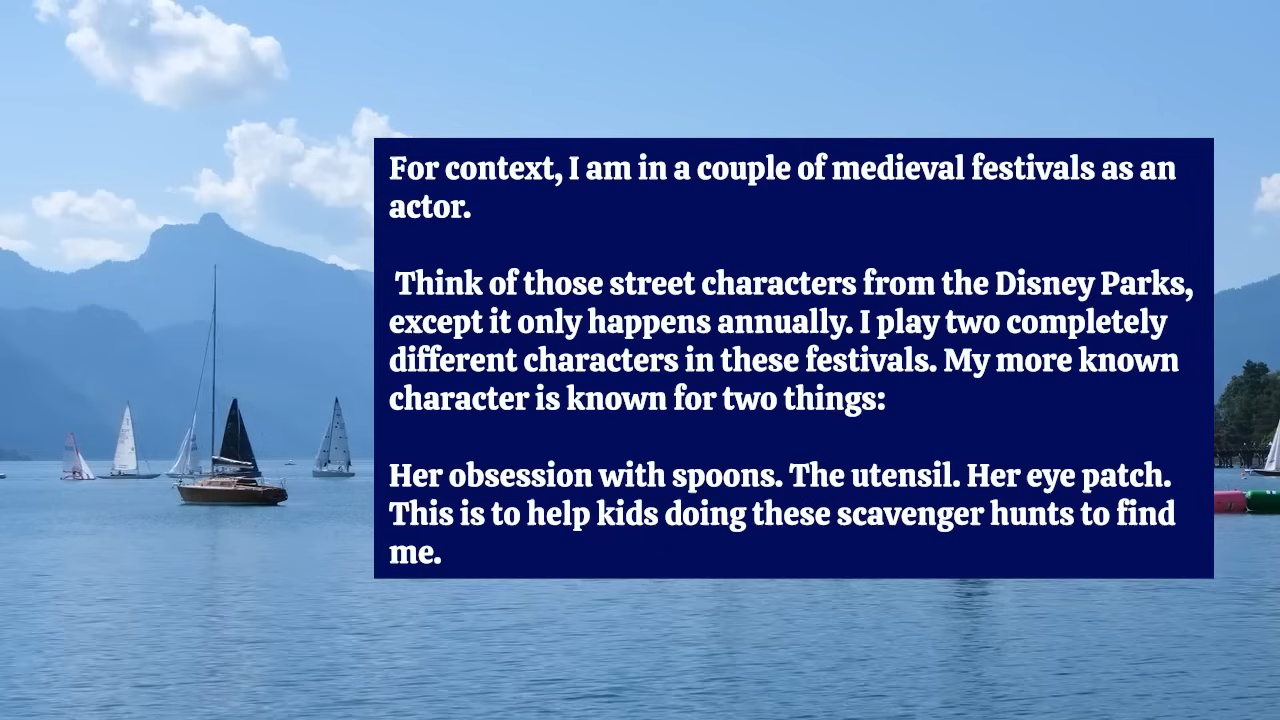 For context, I am in a couple of medieval festivals as an
actor.
Think of those street characters from the Disney Parks,
except it only happens annually. I play two completely
different characters in these festivals. My more known
character is known for two things:
Her obsession with spoons. The utensil. Her eye patch.
This is to help kids doing these scavenger hunts to find
me.